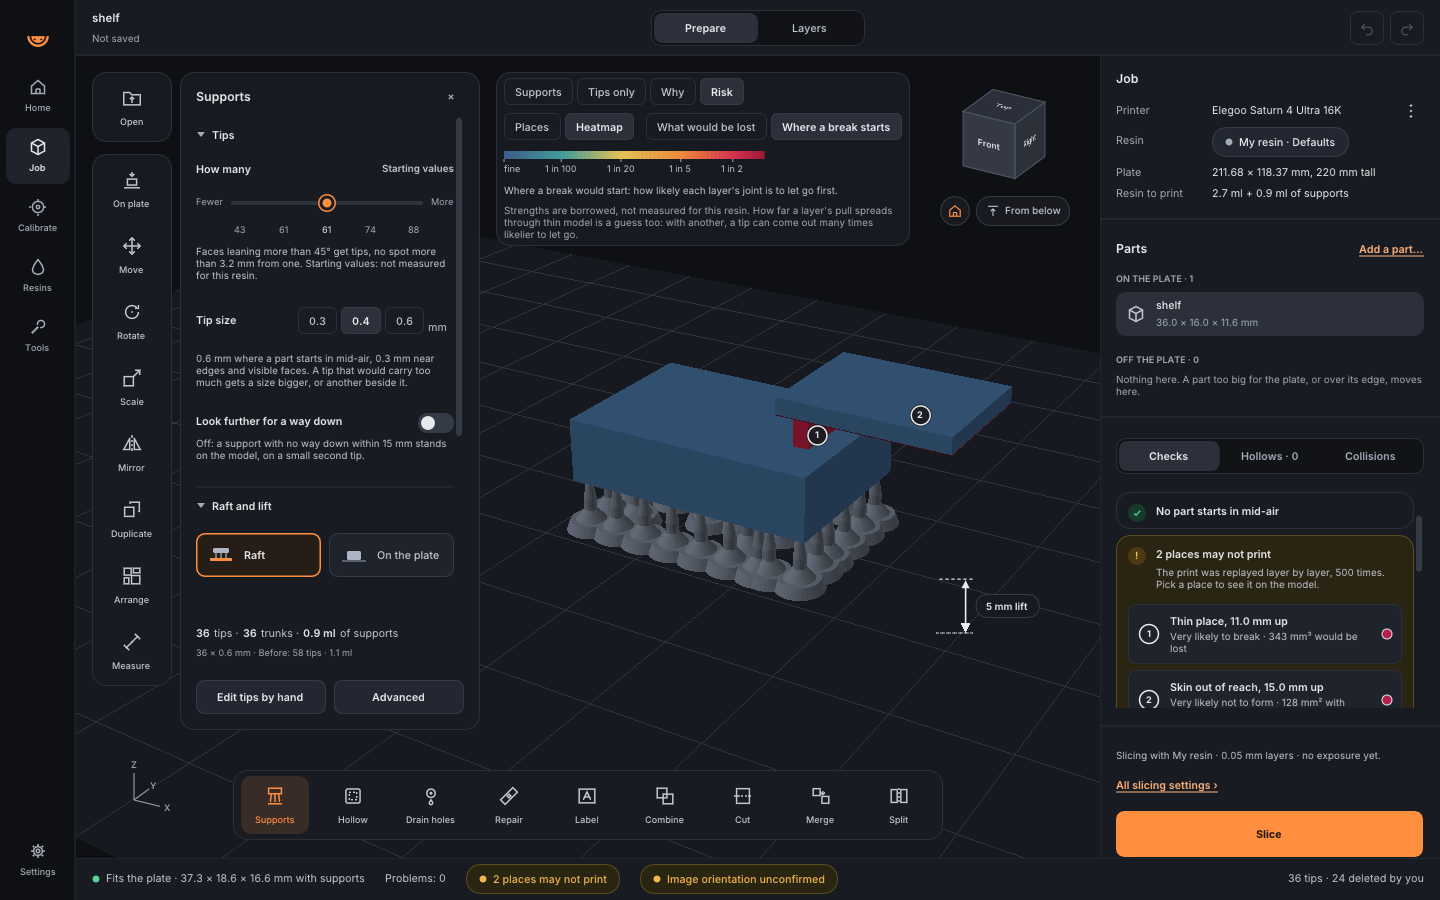 shelf
Not saved
Prepare
Layers
Home
Job
Calibrate
Resins
Tools
Settings
Open
On plate
Move
Rotate
Scale
Mirror
Duplicate
Arrange
Measure
Supports
×
Tips
How many
Starting values
Fewer
More
43 61 61 74 88
Faces leaning more than 45° get tips, no spot more
than 3.2 mm from one. Starting values: not measured
for this resin.
Tip size
0.3 0.4 0.6 mm
0.6 mm where a part starts in mid-air, 0.3 mm near
edges and visible faces. A tip that would carry too
much gets a size bigger, or another beside it.
Look further for a way down
Off: a support with no way down within 15 mm stands
on the model, on a small second tip.
Raft and lift
Raft
On the plate
36 tips · 36 trunks · 0.9 ml of supports
36 × 0.6 mm · Before: 58 tips · 1.1 ml
Edit tips by hand
Advanced
Supports
Tips only
Why
Risk
Places
Heatmap
What would be lost
Where a break starts
fine 1 in 100 1 in 20 1 in 5 1 in 2
Where a break would start: how likely each layer's joint is to let go first.
Strengths are borrowed, not measured for this resin. How far a layer's pull spreads
through thin model is a guess too: with another, a tip can come out many times
likelier to let go.
Top
Front
Right
From below
1
2
5 mm lift
Z
Y
X
Supports
Hollow
Drain holes
Repair
Label
Combine
Cut
Merge
Split
Job
Printer
Elegoo Saturn 4 Ultra 16K
Resin
My resin · Defaults
Plate
211.68 × 118.37 mm, 220 mm tall
Resin to print
2.7 ml + 0.9 ml of supports
Parts
Add a part...
ON THE PLATE · 1
shelf
36.0 × 16.0 × 11.6 mm
OFF THE PLATE · 0
Nothing here. A part too big for the plate, or over its edge, moves
here.
Checks
Hollows · 0
Collisions
No part starts in mid-air
! 2 places may not print
The print was replayed layer by layer, 500 times.
Pick a place to see it on the model.
1
Thin place, 11.0 mm up
Very likely to break · 343 mm³ would be
lost
2
Skin out of reach, 15.0 mm up
Very likely not to form · 128 mm² with
Slicing with My resin · 0.05 mm layers · no exposure yet.
All slicing settings ›
Slice
Fits the plate · 37.3 × 18.6 × 16.6 mm with supports
Problems: 0
2 places may not print
Image orientation unconfirmed
36 tips · 24 deleted by you